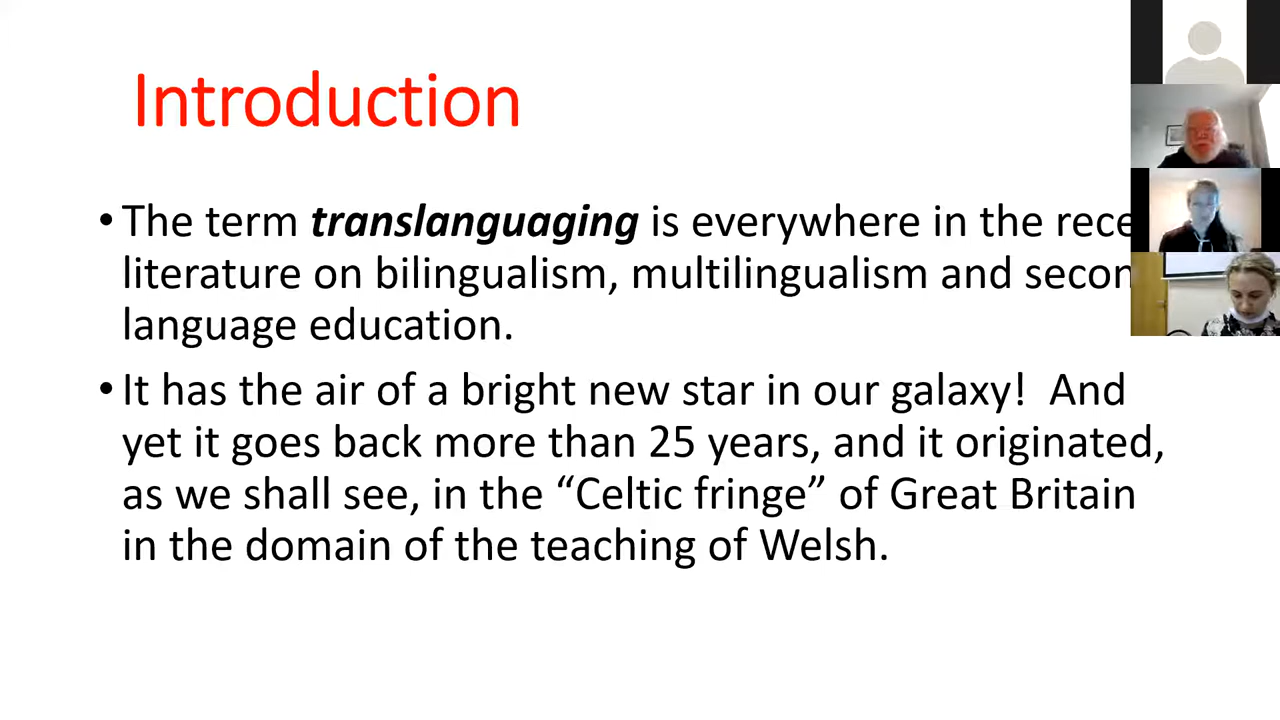 Introduction
• The term translanguaging is everywhere in the rece
literature on bilingualism, multilingualism and secon
language education.
• It has the air of a bright new star in our galaxy!  And
yet it goes back more than 25 years, and it originated,
as we shall see, in the “Celtic fringe” of Great Britain
in the domain of the teaching of Welsh.